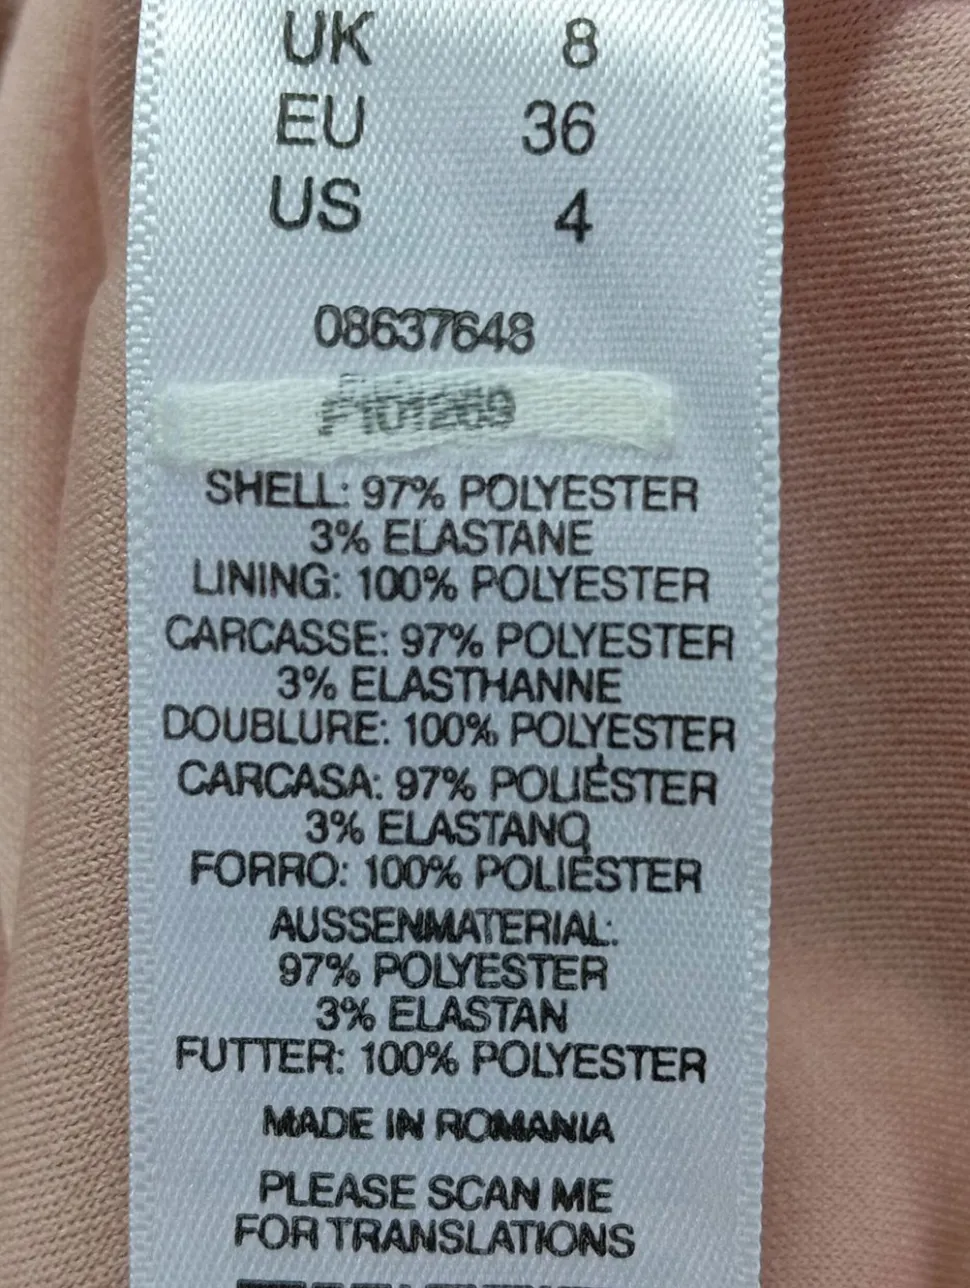 UK 8
EU 36
US 4
08637648
SHELL: 97% POLYESTER
3% ELASTANE
LINING: 100% POLYESTER
CARCASSE: 97% POLYESTER
3% ELASTHANNE
DOUBLURE: 100% POLYESTER
CARCASA: 97% POLIÉSTER
3% ELASTANO
FORRO: 100% POLIÉSTER
AUSSENMATERIAL:
97% POLYESTER
3% ELASTAN
FUTTER: 100% POLYESTER
MADE IN ROMANIA
PLEASE SCAN ME
FOR TRANSLATIONS